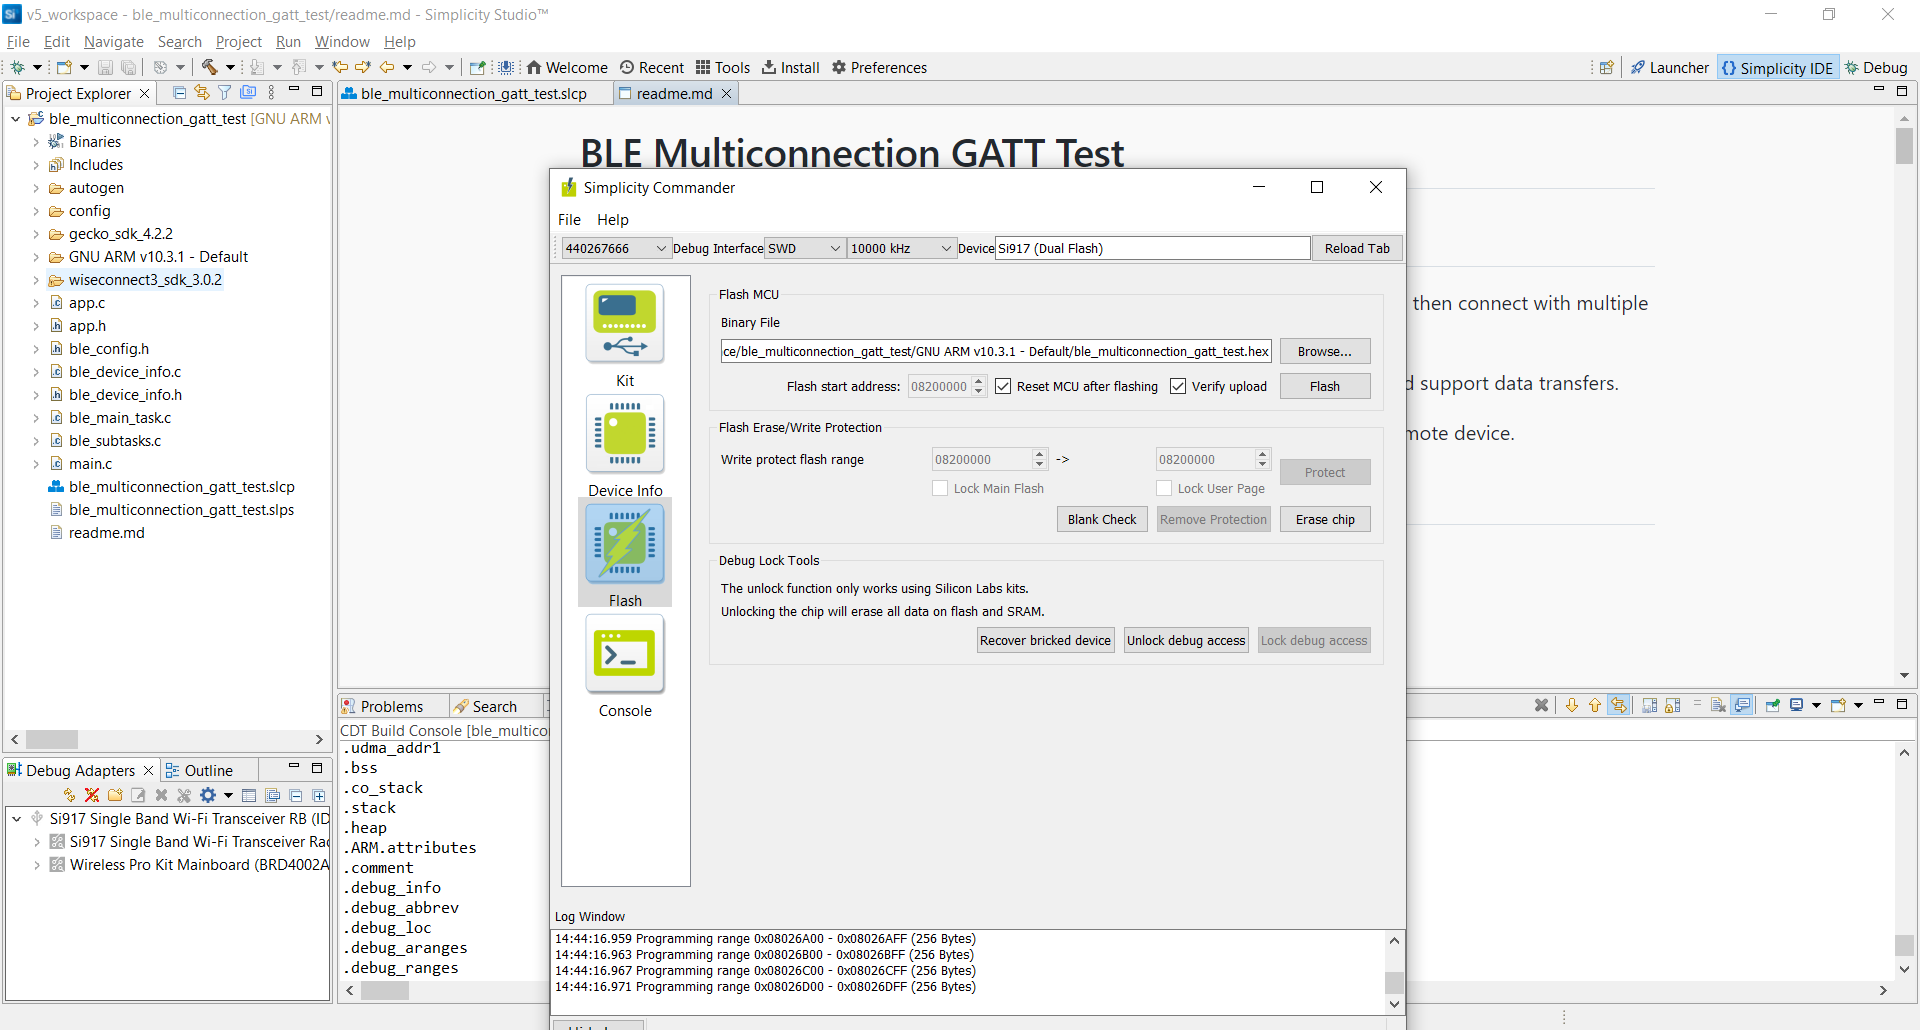 v5_workspace - ble_multiconnection_gatt_test/readme.md - Simplicity Studio™
File Edit Navigate Search Project Run Window Help
Welcome Recent Tools Install Preferences Launcher Simplicity IDE Debug
Project Explorer
ble_multiconnection_gatt_test [GNU ARM v
Binaries
Includes
autogen
config
gecko_sdk_4.2.2
GNU ARM v10.3.1 - Default
wiseconnect3_sdk_3.0.2
app.c
app.h
ble_config.h
ble_device_info.c
ble_device_info.h
ble_main_task.c
ble_subtasks.c
main.c
ble_multiconnection_gatt_test.slcp
ble_multiconnection_gatt_test.slps
readme.md
ble_multiconnection_gatt_test.slcp readme.md
BLE Multiconnection GATT Test
then connect with multiple
d support data transfers.
mote device.
Simplicity Commander
File Help
440267666 Debug Interface SWD 10000 kHz Device Si917 (Dual Flash) Reload Tab
Kit
Device Info
Flash
Console
Flash MCU
Binary File
ce/ble_multiconnection_gatt_test/GNU ARM v10.3.1 - Default/ble_multiconnection_gatt_test.hex Browse...
Flash start address: 08200000 Reset MCU after flashing Verify upload Flash
Flash Erase/Write Protection
Write protect flash range 08200000 -> 08200000 Protect
Lock Main Flash Lock User Page
Blank Check Remove Protection Erase chip
Debug Lock Tools
The unlock function only works using Silicon Labs kits.
Unlocking the chip will erase all data on flash and SRAM.
Recover bricked device Unlock debug access Lock debug access
Log Window
14:44:16.959 Programming range 0x08026A00 - 0x08026AFF (256 Bytes)
14:44:16.963 Programming range 0x08026B00 - 0x08026BFF (256 Bytes)
14:44:16.967 Programming range 0x08026C00 - 0x08026CFF (256 Bytes)
14:44:16.971 Programming range 0x08026D00 - 0x08026DFF (256 Bytes)
Debug Adapters Outline
Si917 Single Band Wi-Fi Transceiver RB (ID
Si917 Single Band Wi-Fi Transceiver Rad
Wireless Pro Kit Mainboard (BRD4002A
Problems Search
CDT Build Console [ble_multico
.udma_addr1
.bss
.co_stack
.stack
.heap
.ARM.attributes
.comment
.debug_info
.debug_abbrev
.debug_loc
.debug_aranges
.debug_ranges